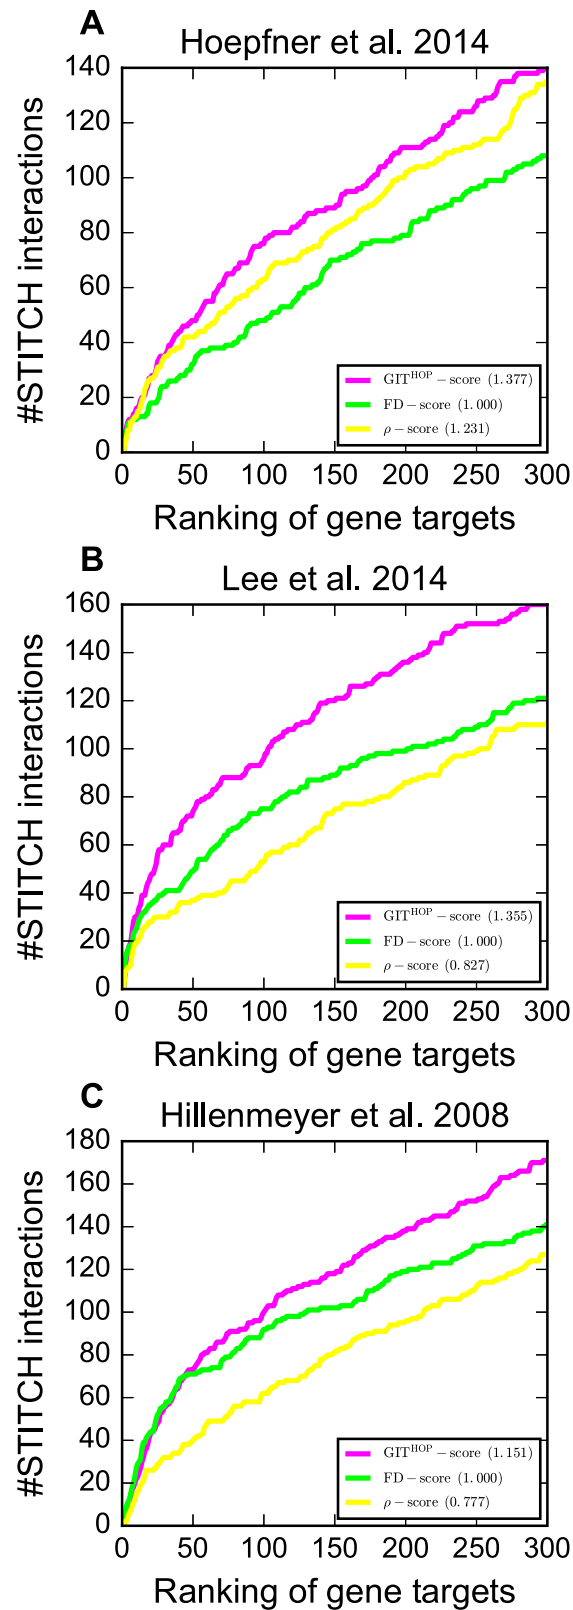 A
Hoepfner et al. 2014
#STITCH interactions
140
120
100
80
60
40
20
0
GIT^HOP − score (1.377)
FD − score (1.000)
ρ − score (1.231)
0 50 100 150 200 250 300
Ranking of gene targets
B
Lee et al. 2014
#STITCH interactions
160
140
120
100
80
60
40
20
0
GIT^HOP − score (1.355)
FD − score (1.000)
ρ − score (0.827)
0 50 100 150 200 250 300
Ranking of gene targets
C
Hillenmeyer et al. 2008
#STITCH interactions
180
160
140
120
100
80
60
40
20
0
GIT^HOP − score (1.151)
FD − score (1.000)
ρ − score (0.777)
0 50 100 150 200 250 300
Ranking of gene targets